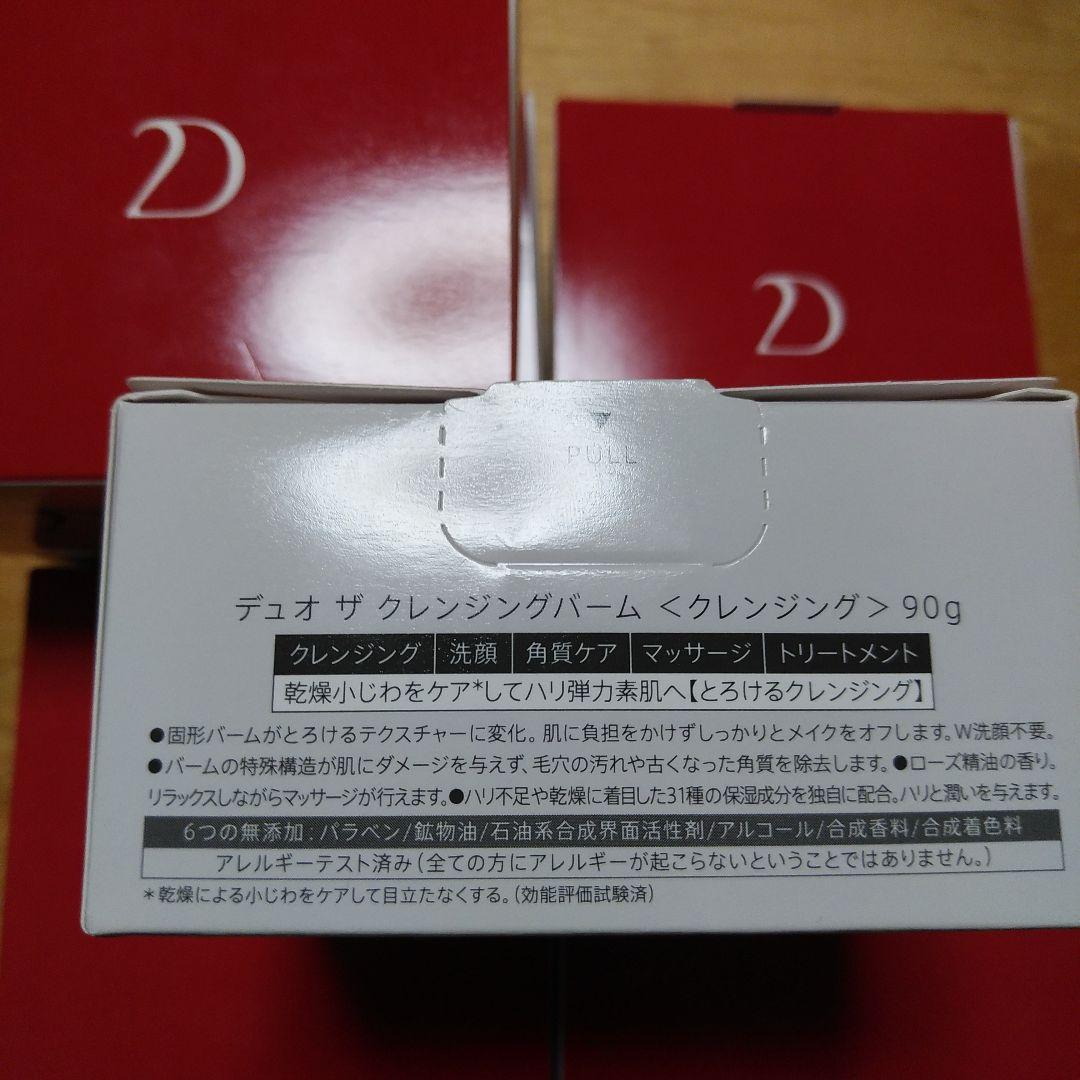 D
D
PULL
デュオ ザ クレンジングバーム <クレンジング> 90g
クレンジング 洗顔 角質ケア マッサージ トリートメント
乾燥小じわをケア*してハリ弾力素肌へ【とろけるクレンジング】
●固形バームがとろけるテクスチャーに変化。肌に負担をかけずしっかりとメイクをオフします。W洗顔不要。
●バームの特殊構造が肌にダメージを与えず、毛穴の汚れや古くなった角質を除去します。●ローズ精油の香り。
リラックスしながらマッサージが行えます。●ハリ不足や乾燥に着目した31種の保湿成分を独自に配合。ハリと潤いを与えます。
6つの無添加:パラベン/鉱物油/石油系合成界面活性剤/アルコール/合成香料/合成着色料
アレルギーテスト済み(全ての方にアレルギーが起こらないということではありません。)
*乾燥による小じわをケアして目立たなくする。(効能評価試験済)